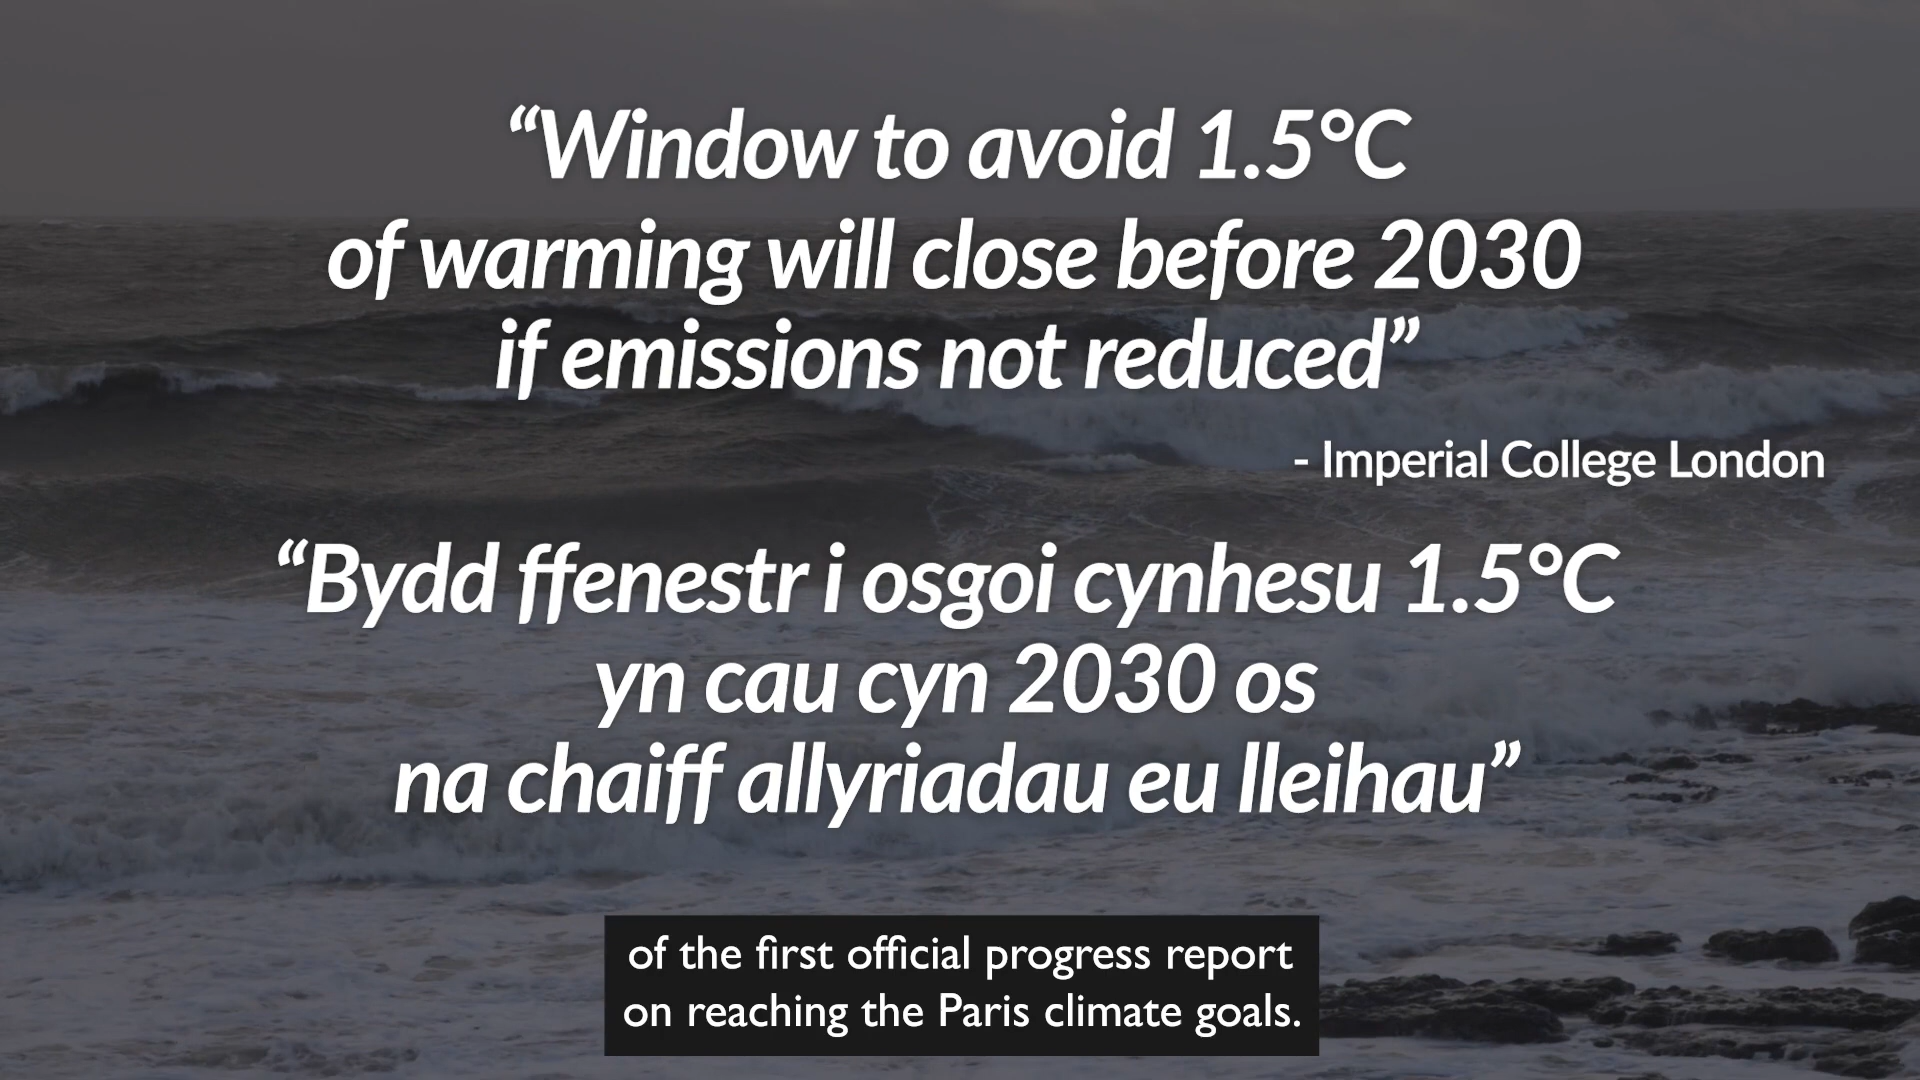 “Window to avoid 1.5°C
of warming will close before 2030
if emissions not reduced”
- Imperial College London
“Bydd ffenestr i osgoi cynhesu 1.5°C
yn cau cyn 2030 os
na chaiff allyriadau eu lleihau”
of the first official progress report
on reaching the Paris climate goals.